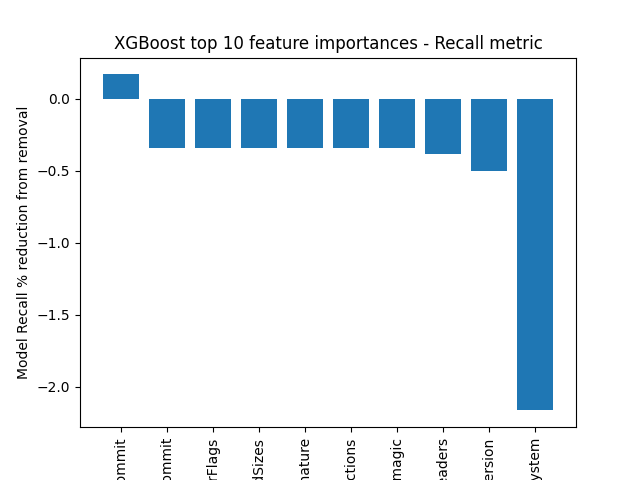 XGBoost top 10 feature importances - Recall metric
Model Recall % reduction from removal
0.0
−0.5
−1.0
−1.5
−2.0
ommit
ommit
rFlags
dSizes
nature
ctions
magic
eaders
ersion
ystem